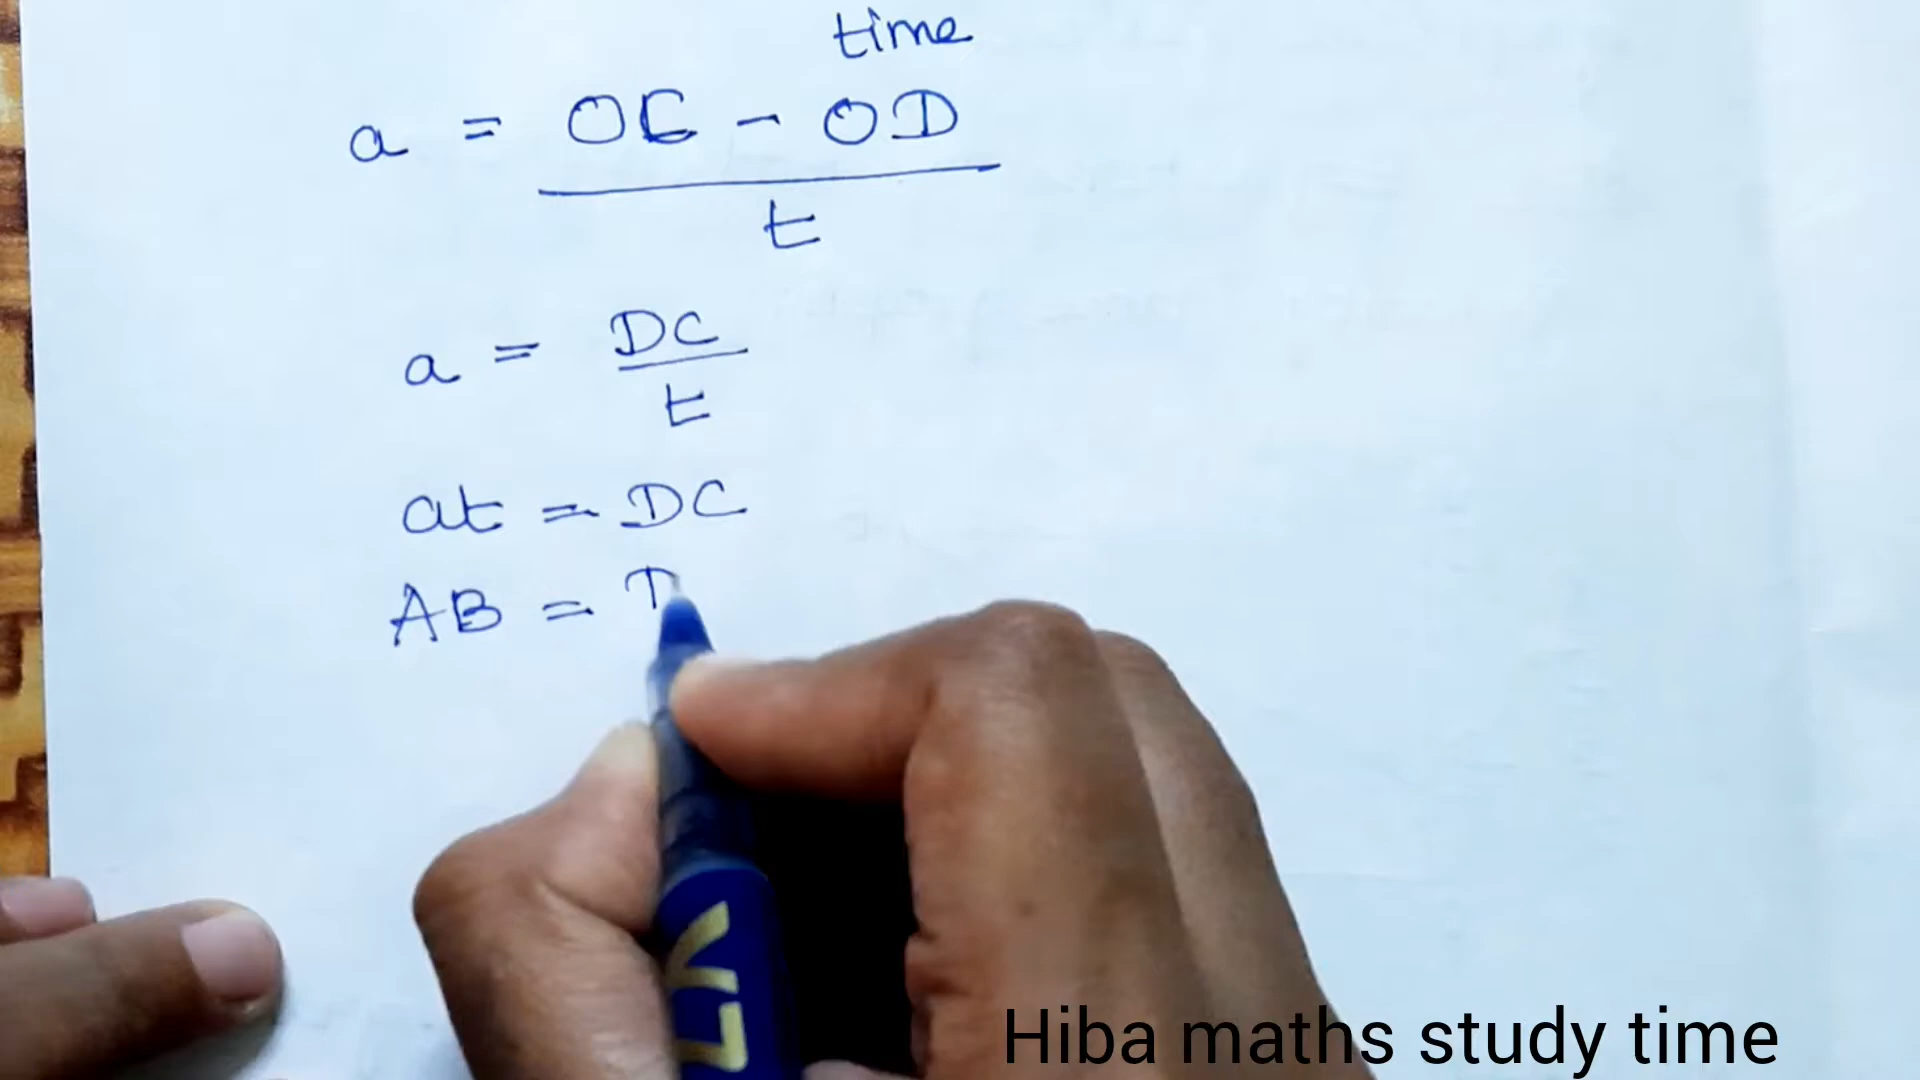 time
a = OC - OD
t
a = DC
t
at = DC
AB = D
Hiba maths study time